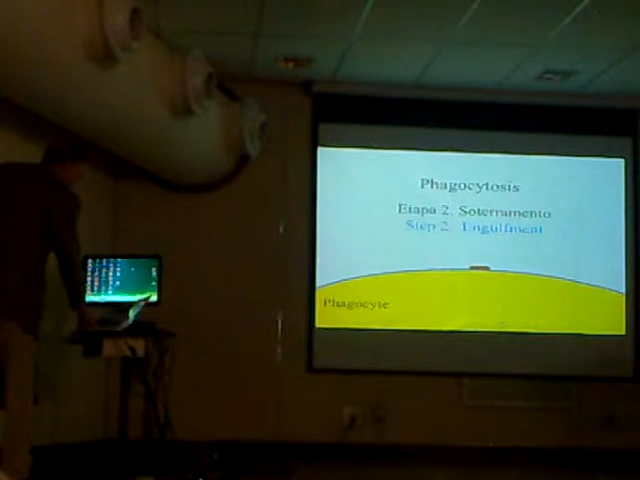 Phagocytosis
Etapa 2. Soterramento
Step 2. Engulfment
Phagocyte